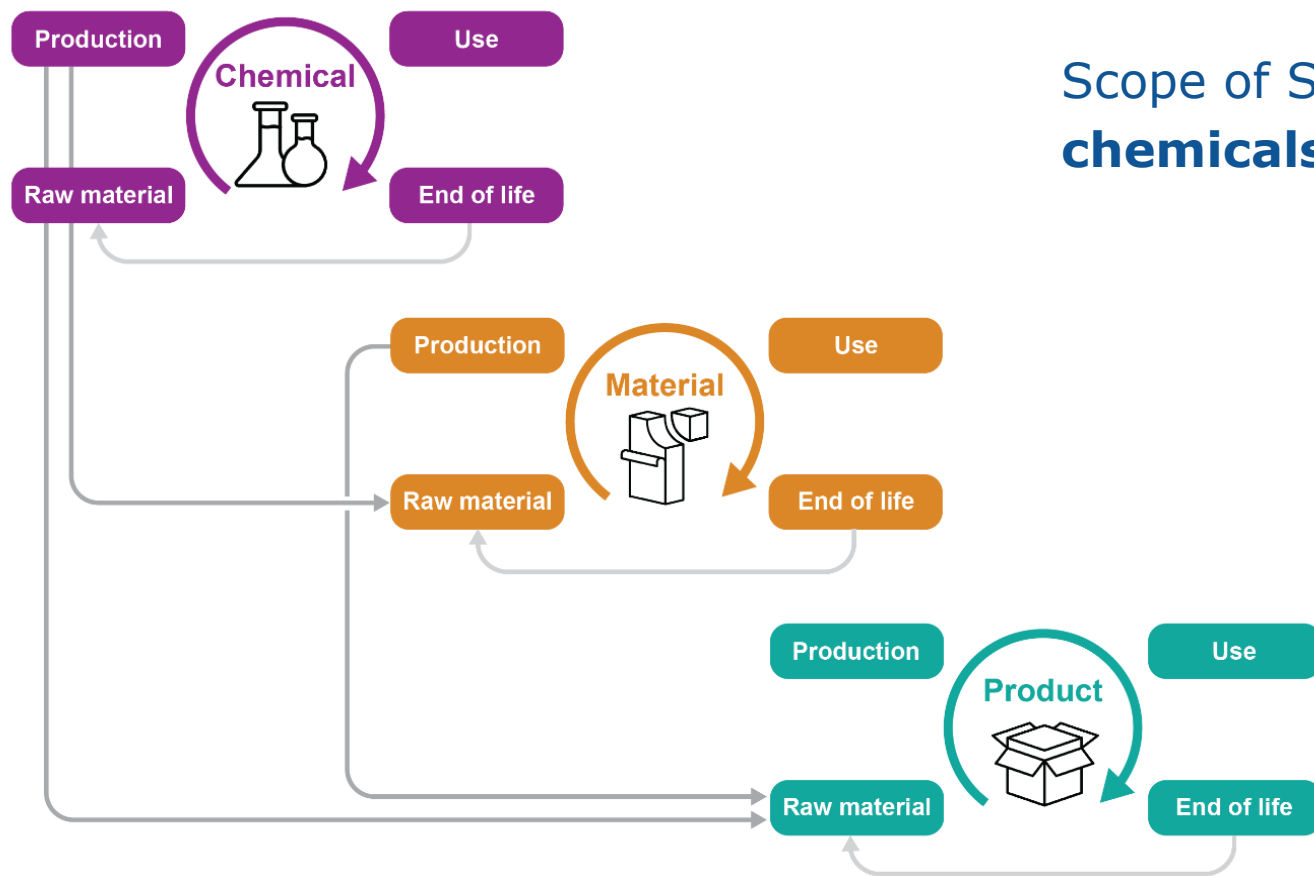 Production
Use
Chemical
Raw material
End of life
Scope of S
chemicals
Production
Use
Material
Raw material
End of life
Production
Use
Product
Raw material
End of life